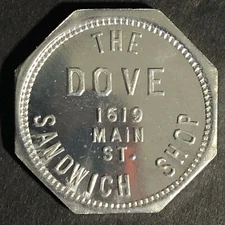 THE
DOVE
1619
MAIN
ST.
SANDWICH SHOP